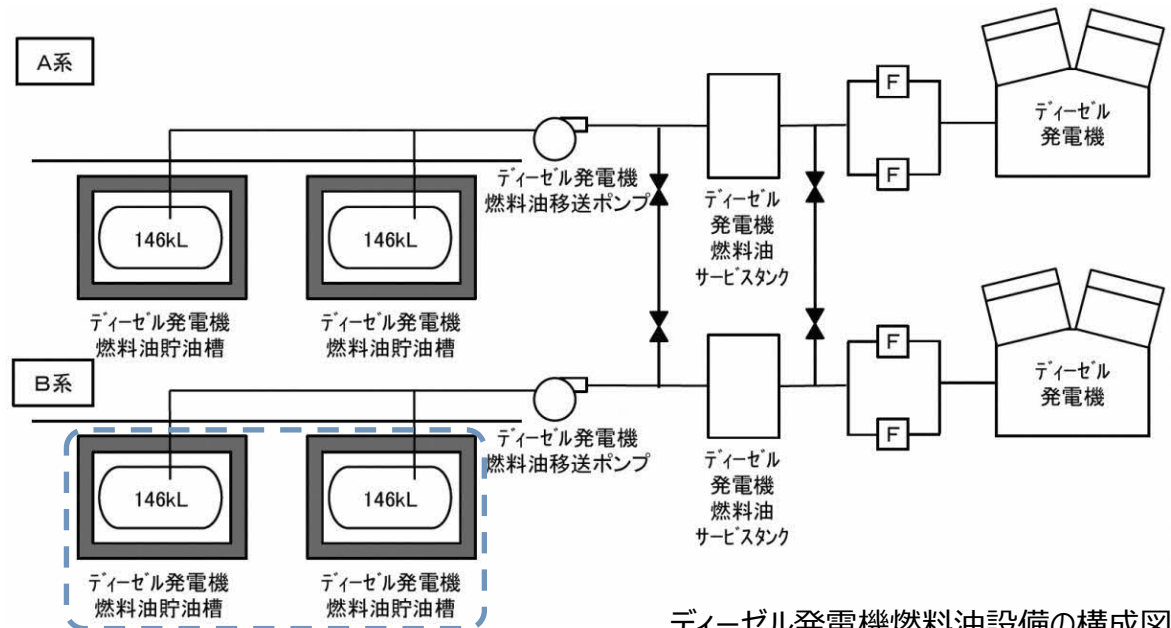 A系
146kL
146kL
ディーゼル発電機
燃料油貯油槽
ディーゼル発電機
燃料油貯油槽
ディーゼル発電機
燃料油移送ポンプ
ディーゼル
発電機
燃料油
サービスタンク
F
F
ディーゼル
発電機
B系
146kL
146kL
ディーゼル発電機
燃料油貯油槽
ディーゼル発電機
燃料油貯油槽
ディーゼル発電機
燃料油移送ポンプ
ディーゼル
発電機
燃料油
サービスタンク
F
F
ディーゼル
発電機
ディーゼル発電機燃料油設備の構成図